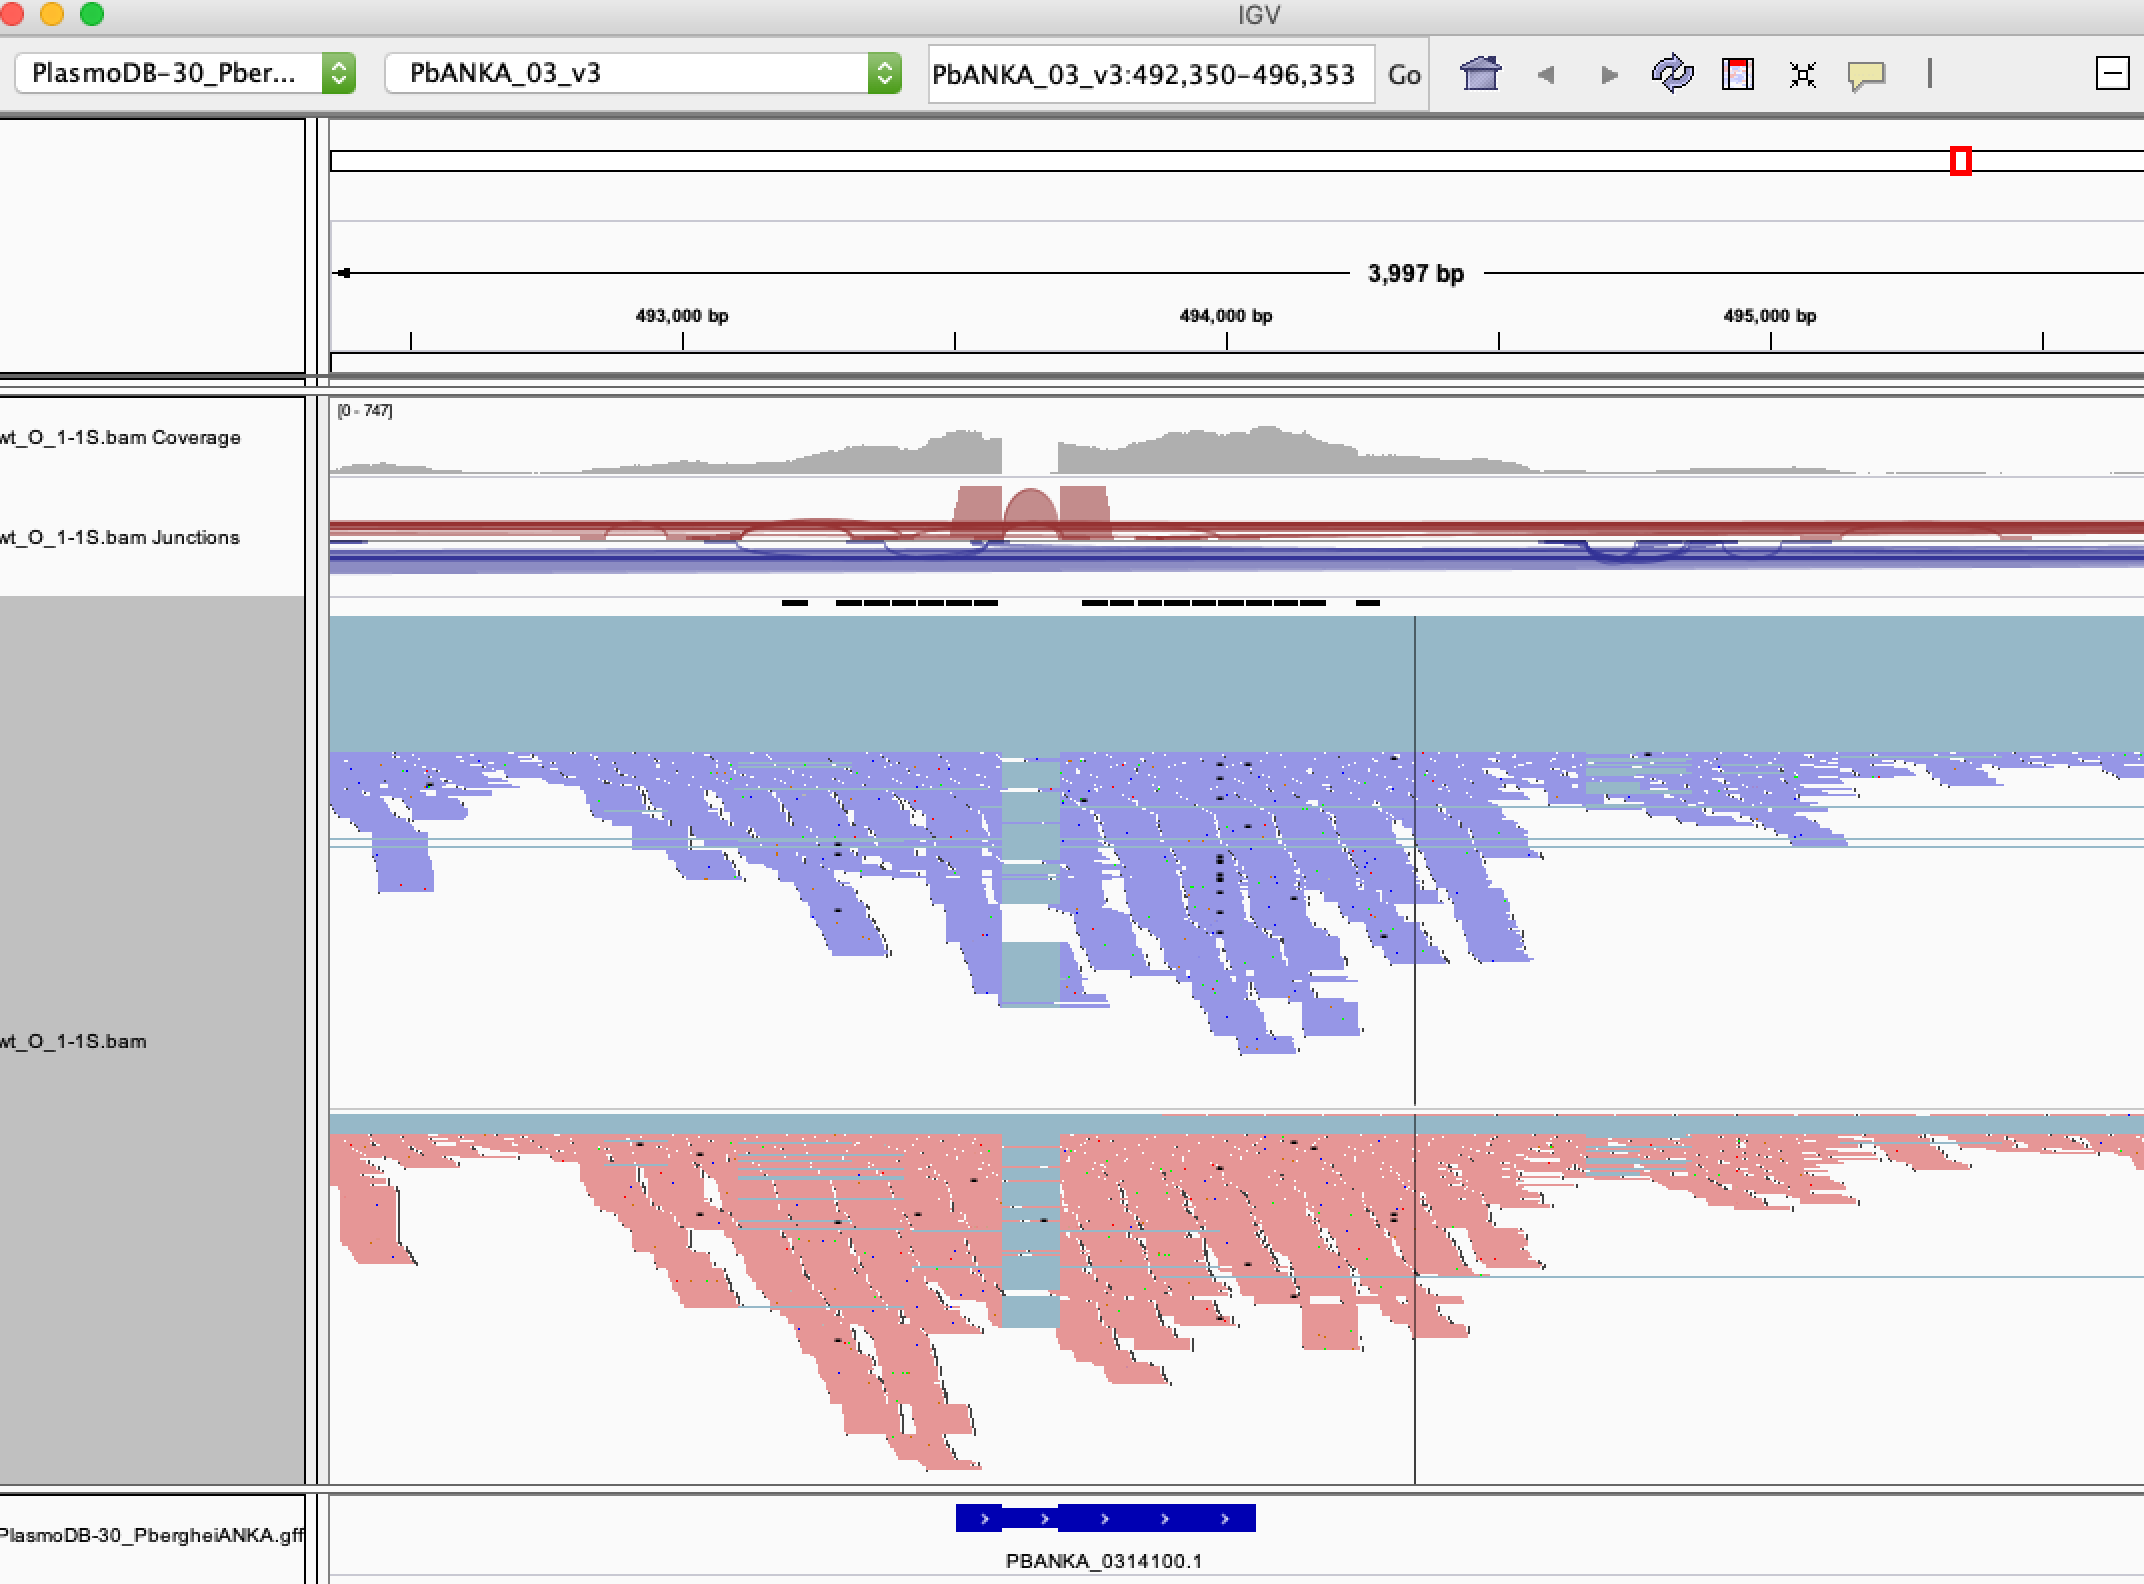 IGV
PlasmoDB-30_Pber... PbANKA_03_v3 PbANKA_03_v3:492,350-496,353 Go
3,997 bp
493,000 bp 494,000 bp 495,000 bp
[0 - 747]
wt_O_1-1S.bam Coverage
wt_O_1-1S.bam Junctions
wt_O_1-1S.bam
PlasmoDB-30_PbergheiANKA.gff
PBANKA_0314100.1